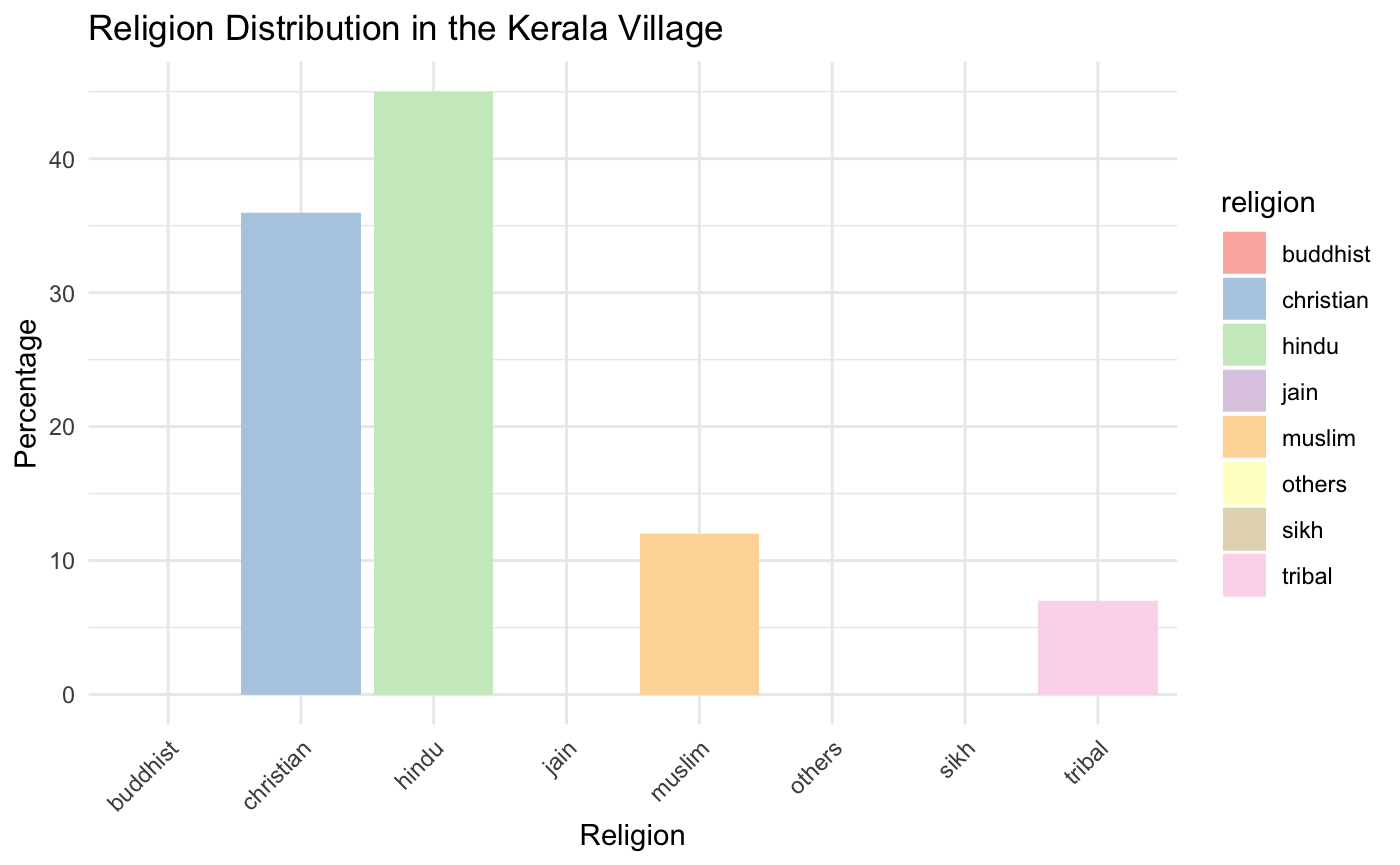 Religion Distribution in the Kerala Village
Percentage
40
30
20
10
0
buddhist
christian
hindu
jain
muslim
others
sikh
tribal
Religion
religion
buddhist
christian
hindu
jain
muslim
others
sikh
tribal